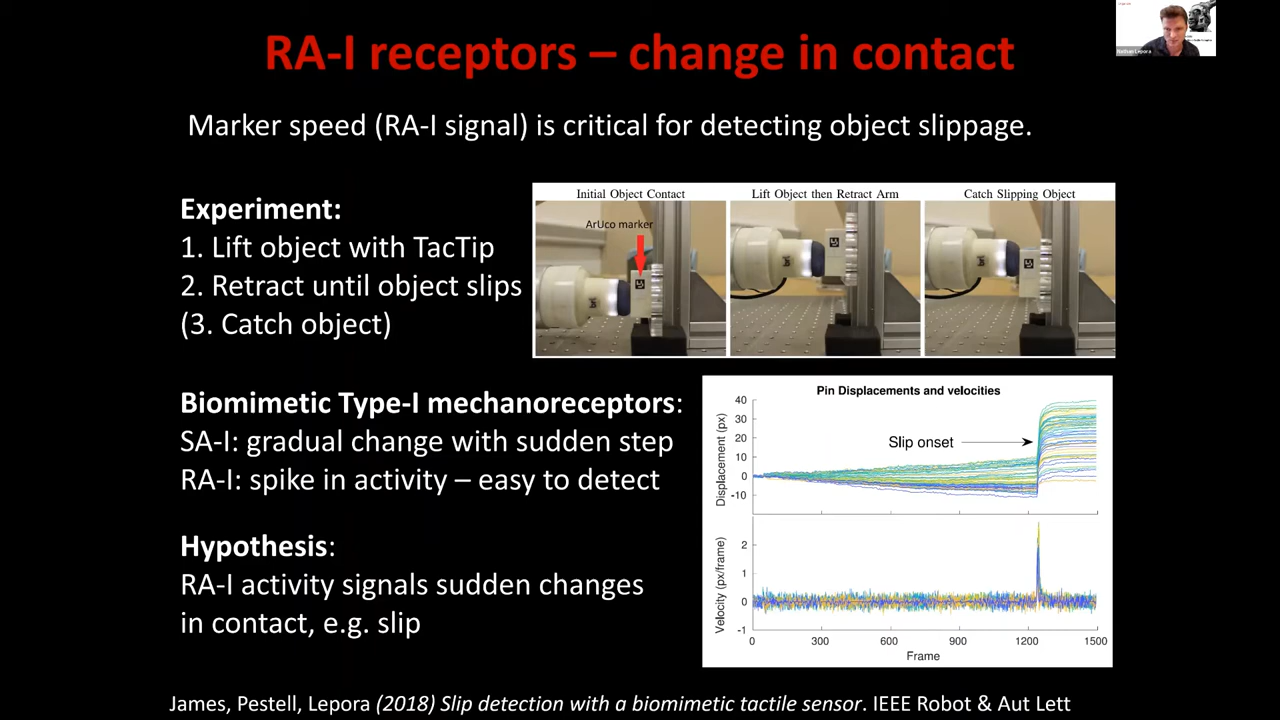 RA-I receptors – change in contact
Nathan Lepora
Marker speed (RA-I signal) is critical for detecting object slippage.
Experiment:
1. Lift object with TacTip
2. Retract until object slips
(3. Catch object)
Initial Object Contact
Lift Object then Retract Arm
Catch Slipping Object
ArUco marker
Biomimetic Type-I mechanoreceptors:
SA-I: gradual change with sudden step
RA-I: spike in activity – easy to detect
Hypothesis:
RA-I activity signals sudden changes
in contact, e.g. slip
Pin Displacements and velocities
Displacement (px)
40
30
20
10
0
-10
Slip onset
Velocity (px/frame)
2
1
0
-1
0 300 600 900 1200 1500
Frame
James, Pestell, Lepora (2018) Slip detection with a biomimetic tactile sensor. IEEE Robot & Aut Lett